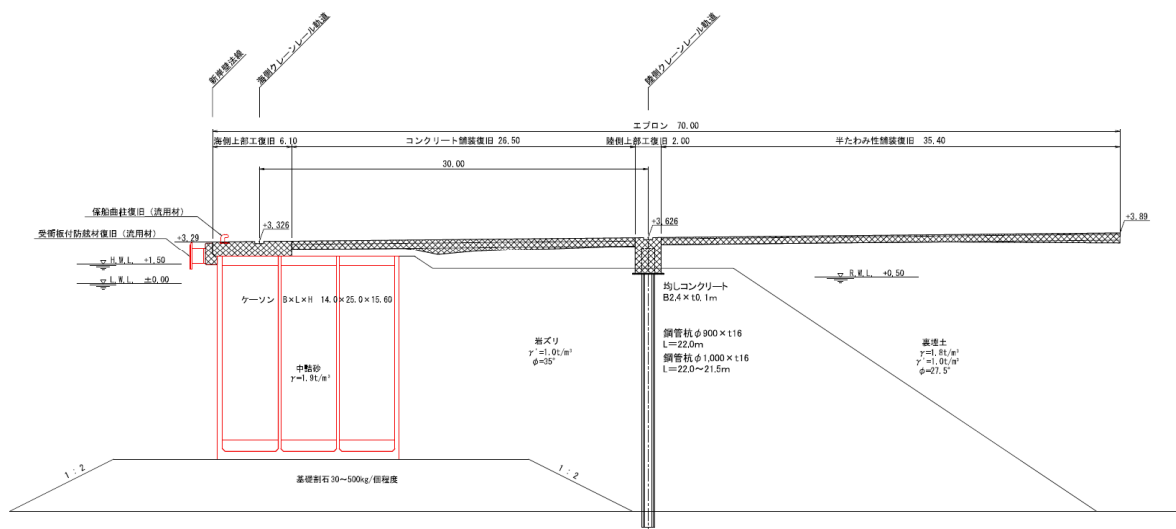 新岸壁法線
海側クレーンレール軌道
陸側クレーンレール軌道
エプロン 70.00
海側上部工復旧 6.10
コンクリート舗装復旧 26.50
陸側上部工復旧 2.00
半たわみ性舗装復旧 35.40
30.00
係船曲柱復旧(流用材)
受衝板付防舷材復旧(流用材)
+3.29
+3.326
+3.626
+3.89
H.W.L. +1.50
L.W.L. ±0.00
R.W.L. +0.50
ケーソン B×L×H 14.0×25.0×15.60
均しコンクリート
B2.4×t0.1m
鋼管杭φ900×t16
L=22.0m
鋼管杭φ1,000×t16
L=22.0~21.5m
岩ズリ
γ'=1.0t/m³
φ=35°
中詰砂
γ=1.9t/m³
裏埋土
γ=1.8t/m³
γ'=1.0t/m³
φ=27.5°
1:2
1:2
基礎割石30~500kg/個程度